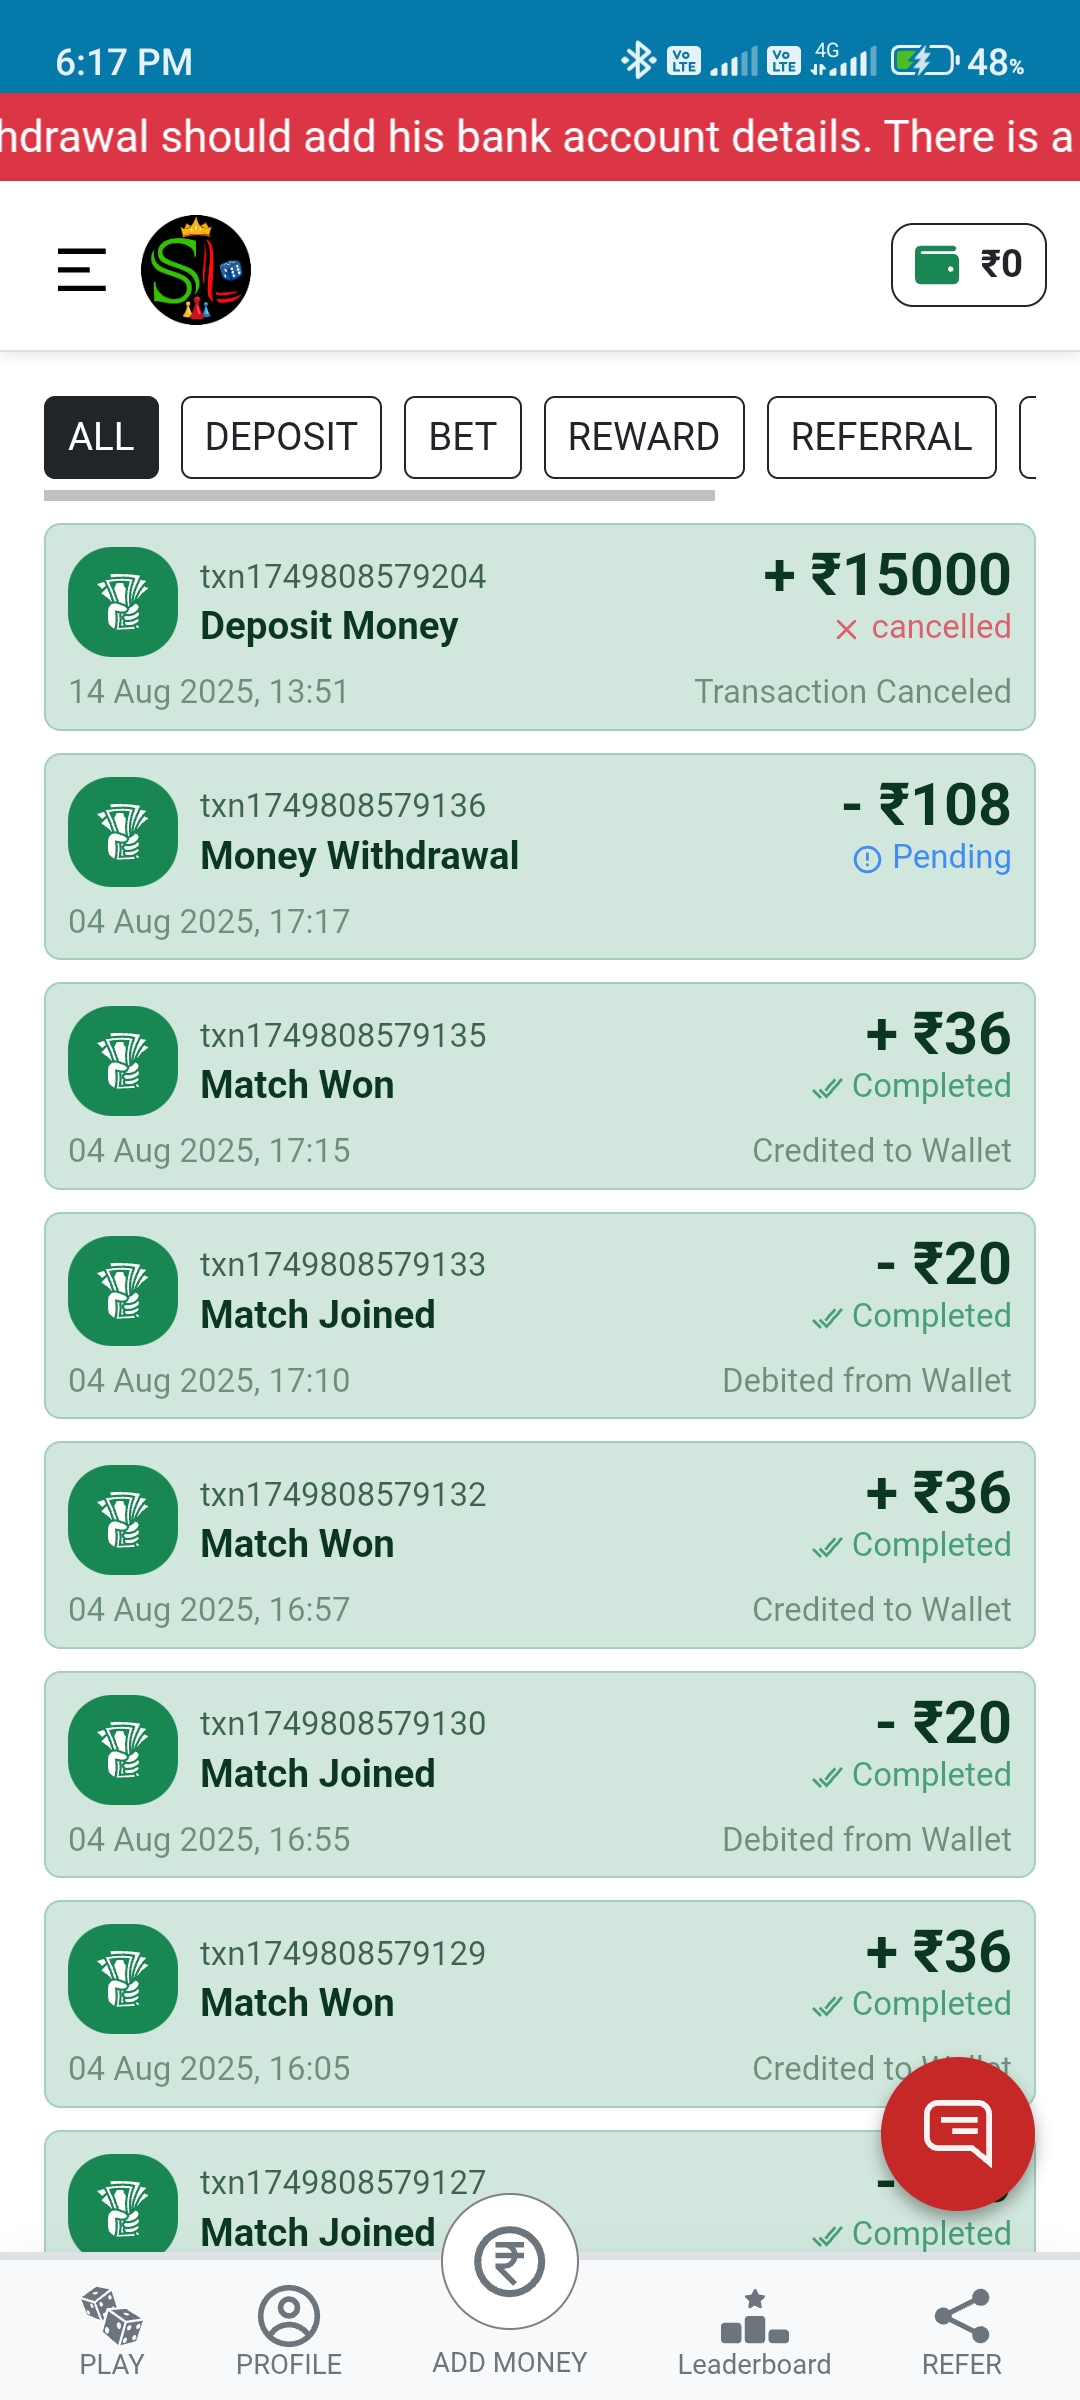 6:17 PM
Vo LTE Vo LTE 4G 48%
hdrawal should add his bank account details. There is a
SL
₹0
ALL DEPOSIT BET REWARD REFERRAL
txn1749808579204 + ₹15000
Deposit Money cancelled
14 Aug 2025, 13:51 Transaction Canceled
txn1749808579136 - ₹108
Money Withdrawal Pending
04 Aug 2025, 17:17
txn1749808579135 + ₹36
Match Won Completed
04 Aug 2025, 17:15 Credited to Wallet
txn1749808579133 - ₹20
Match Joined Completed
04 Aug 2025, 17:10 Debited from Wallet
txn1749808579132 + ₹36
Match Won Completed
04 Aug 2025, 16:57 Credited to Wallet
txn1749808579130 - ₹20
Match Joined Completed
04 Aug 2025, 16:55 Debited from Wallet
txn1749808579129 + ₹36
Match Won Completed
04 Aug 2025, 16:05 Credited to
txn1749808579127 -
Match Joined Completed
PLAY PROFILE ADD MONEY Leaderboard REFER